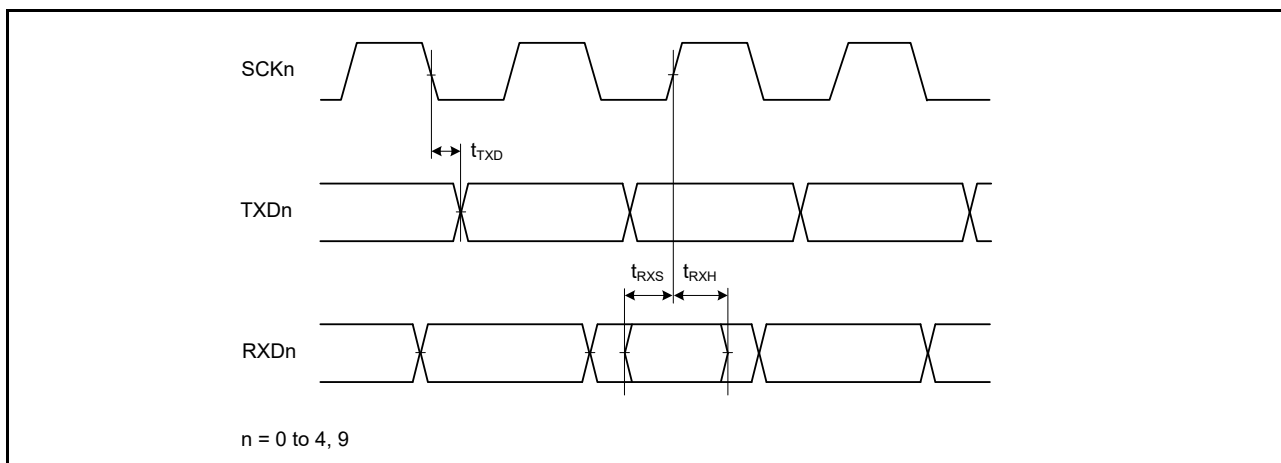 SCKn
tTXD
TXDn
tRXS tRXH
RXDn
n = 0 to 4, 9